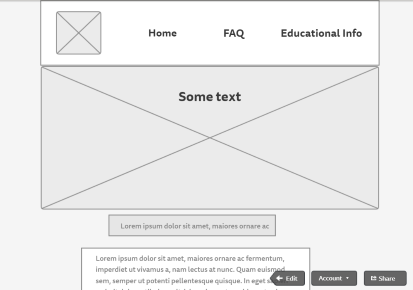 Home FAQ Educational Info
Some text
Lorem ipsum dolor sit amet, maiores ornare ac
Lorem ipsum dolor sit amet, maiores ornare ac fermentum,
imperdiet ut vivamus a, nam lectus at nunc. Quam euismod
sem, semper ut potenti pellentesque quisque. In eget
Edit Account Share